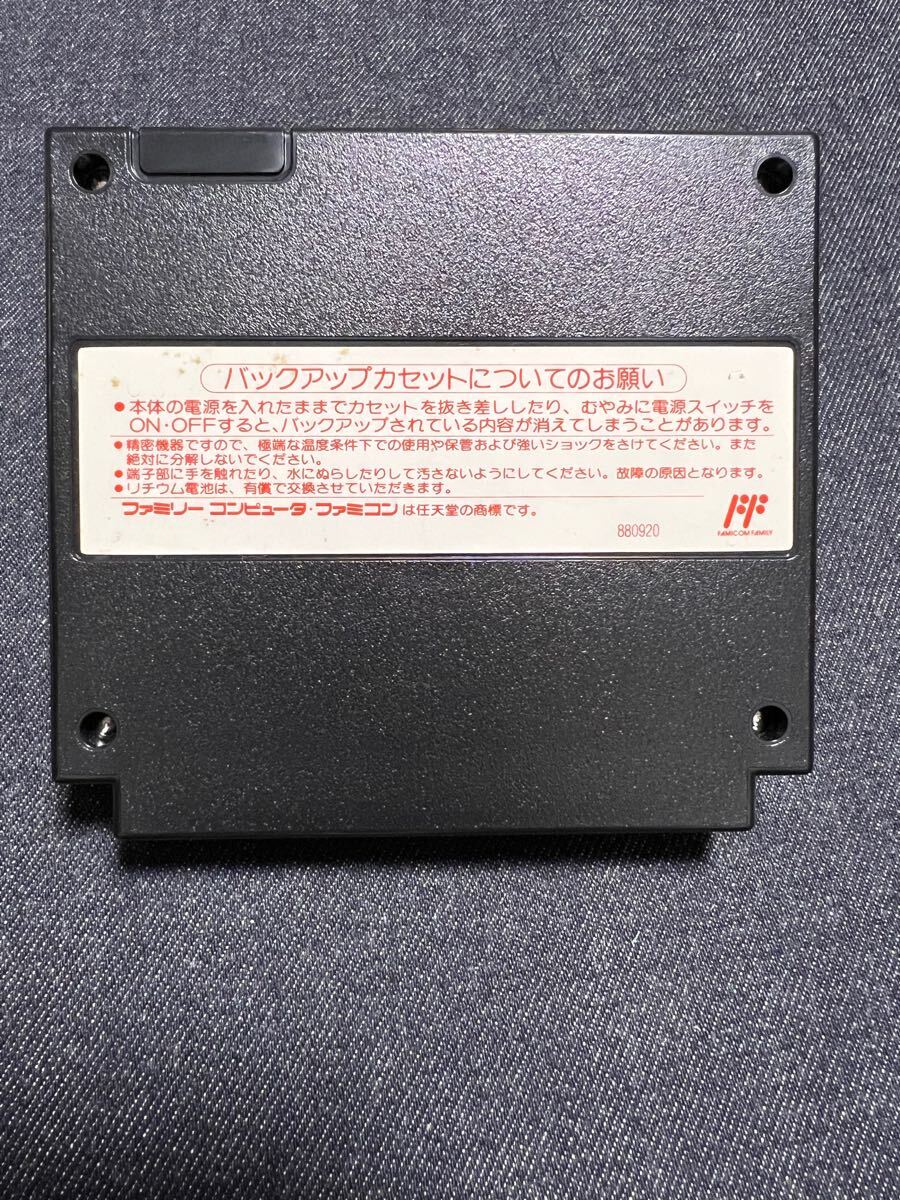 バックアップカセットについてのお願い
●本体の電源を入れたままでカセットを抜き差ししたり、むやみに電源スイッチを
ON・OFFすると、バックアップされている内容が消えてしまうことがあります。
●精密機器ですので、極端な温度条件下での使用や保管および強いショックをさけてください。また
絶対に分解しないでください。
●端子部に手を触れたり、水にぬらしたりして汚さないようにしてください。故障の原因となります。
●リチウム電池は、有償で交換させていただきます。
ファミリー コンピュータ・ファミコンは任天堂の商標です。
880920
FAMICOM FAMILY